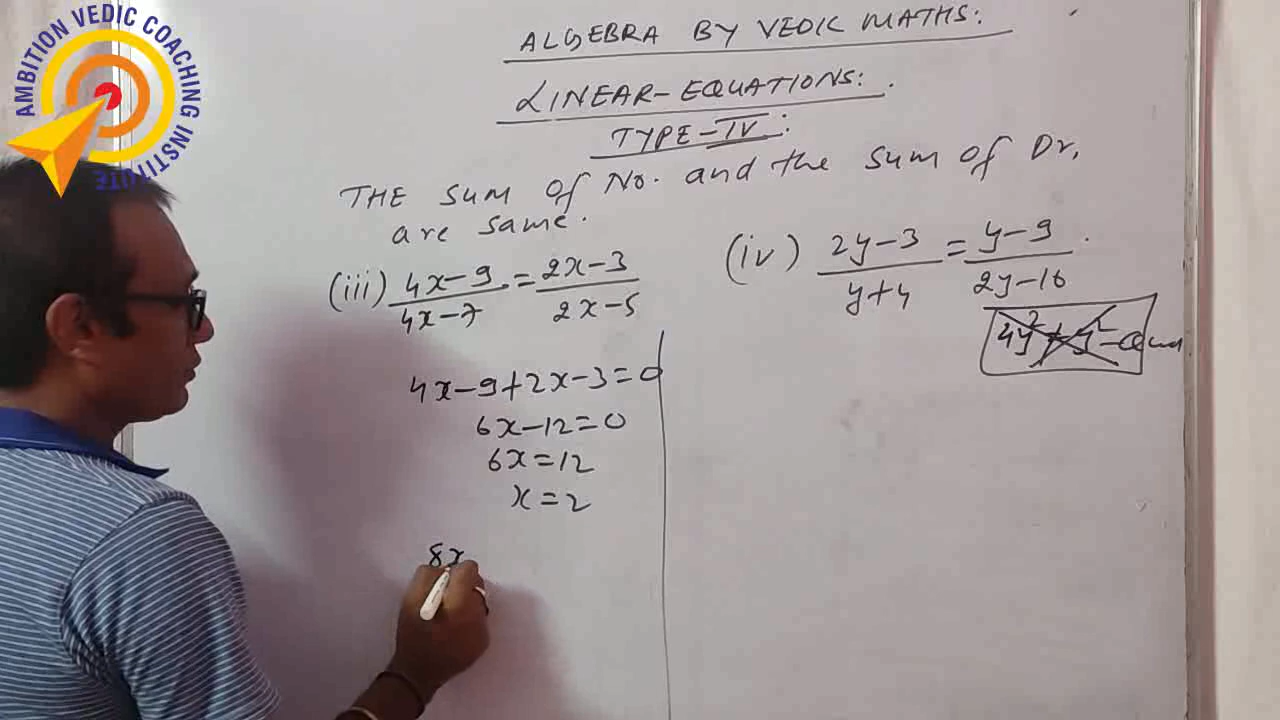 AMBITION VEDIC COACHING INSTITUTE
ALGEBRA BY VEDIC MATHS:
LINEAR-EQUATIONS:
TYPE-IV:
THE sum of No. and the sum of Dr.
are same.
(iii) (4x-9)/(4x-7) = (2x-3)/(2x-5)
(iv) (2y-3)/(y+4) = (y-9)/(2y-16)
4x-9+2x-3=0
6x-12=0
6x=12
x=2
8x